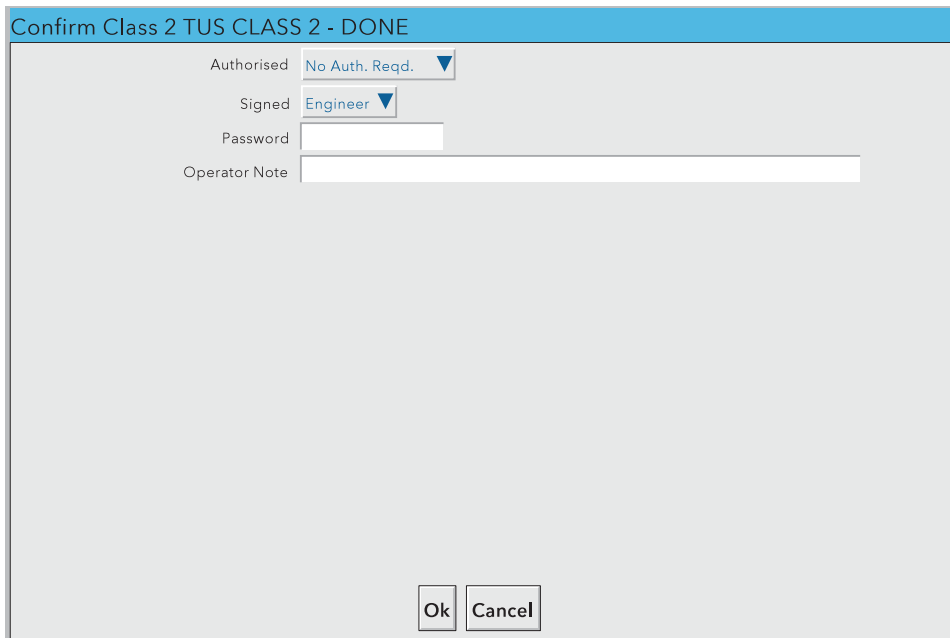 Confirm Class 2 TUS CLASS 2 - DONE
Authorised No Auth. Reqd.
Signed Engineer
Password
Operator Note
Ok Cancel